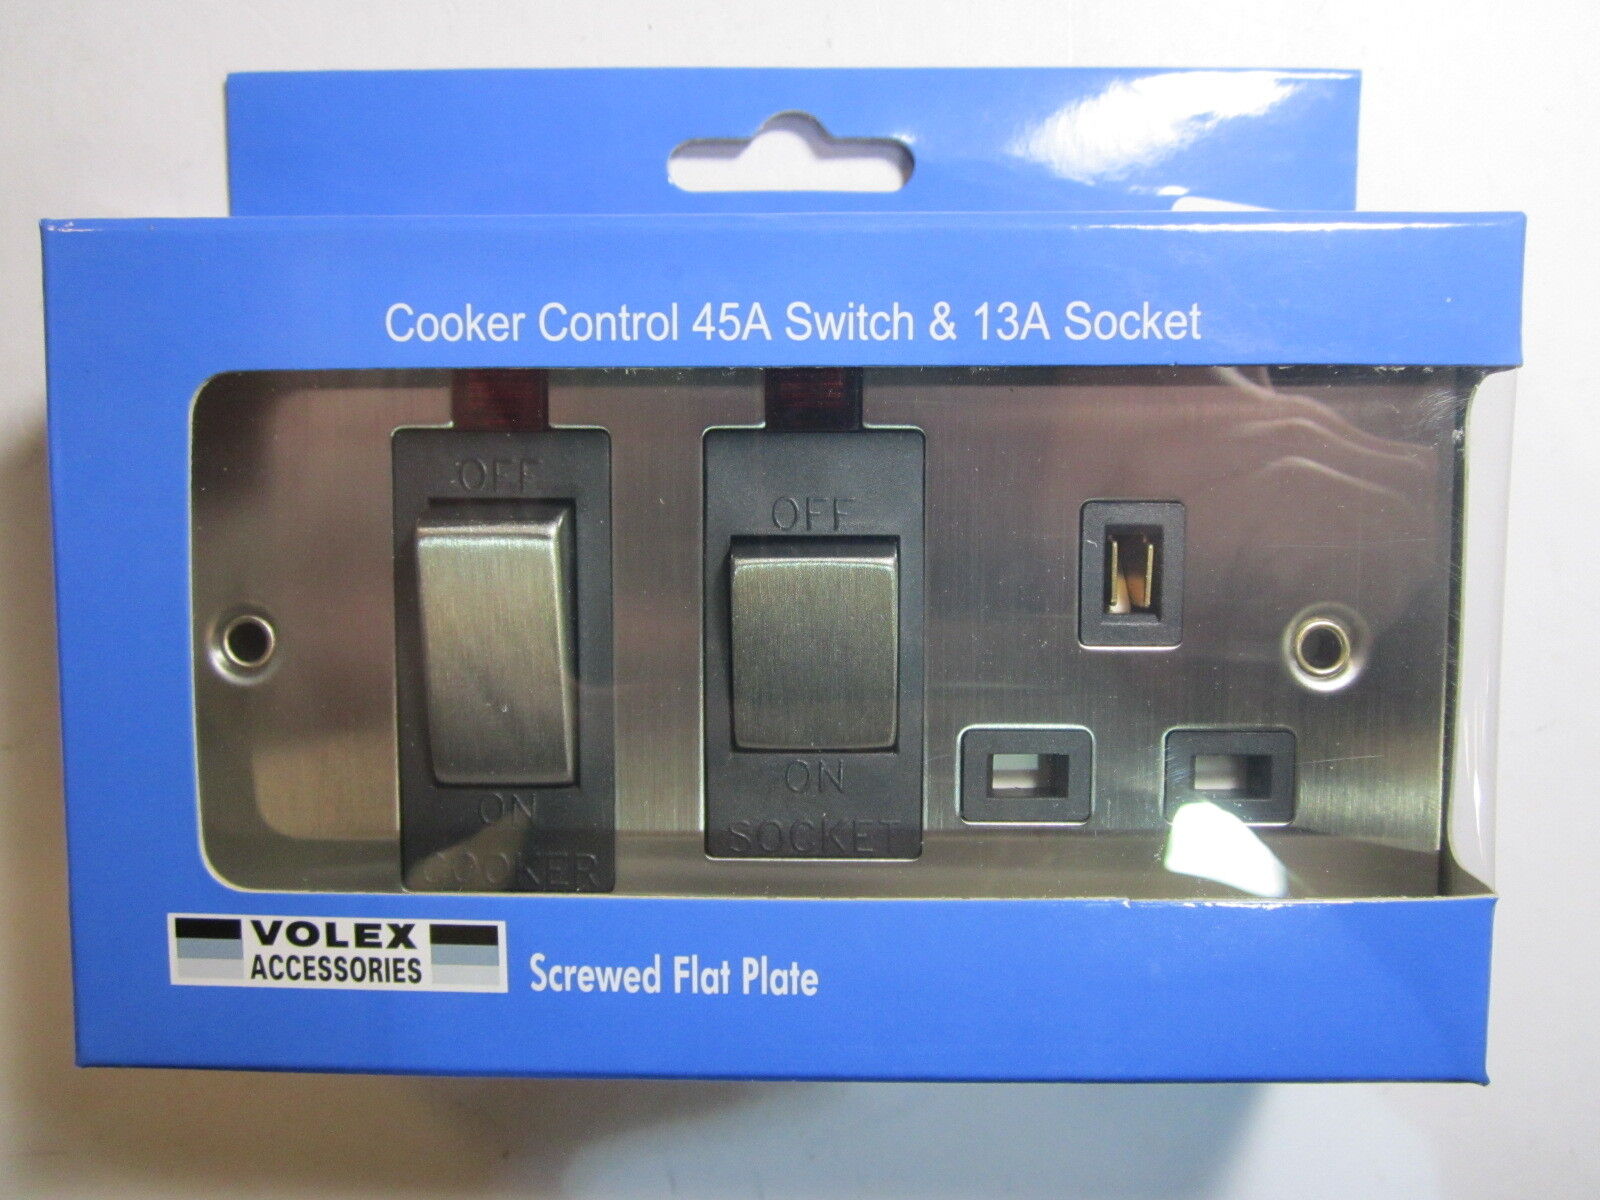 Cooker Control 45A Switch & 13A Socket
OFF
OFF
ON
ON
SOCKET
COOKER
VOLEX
ACCESSORIES
Screwed Flat Plate